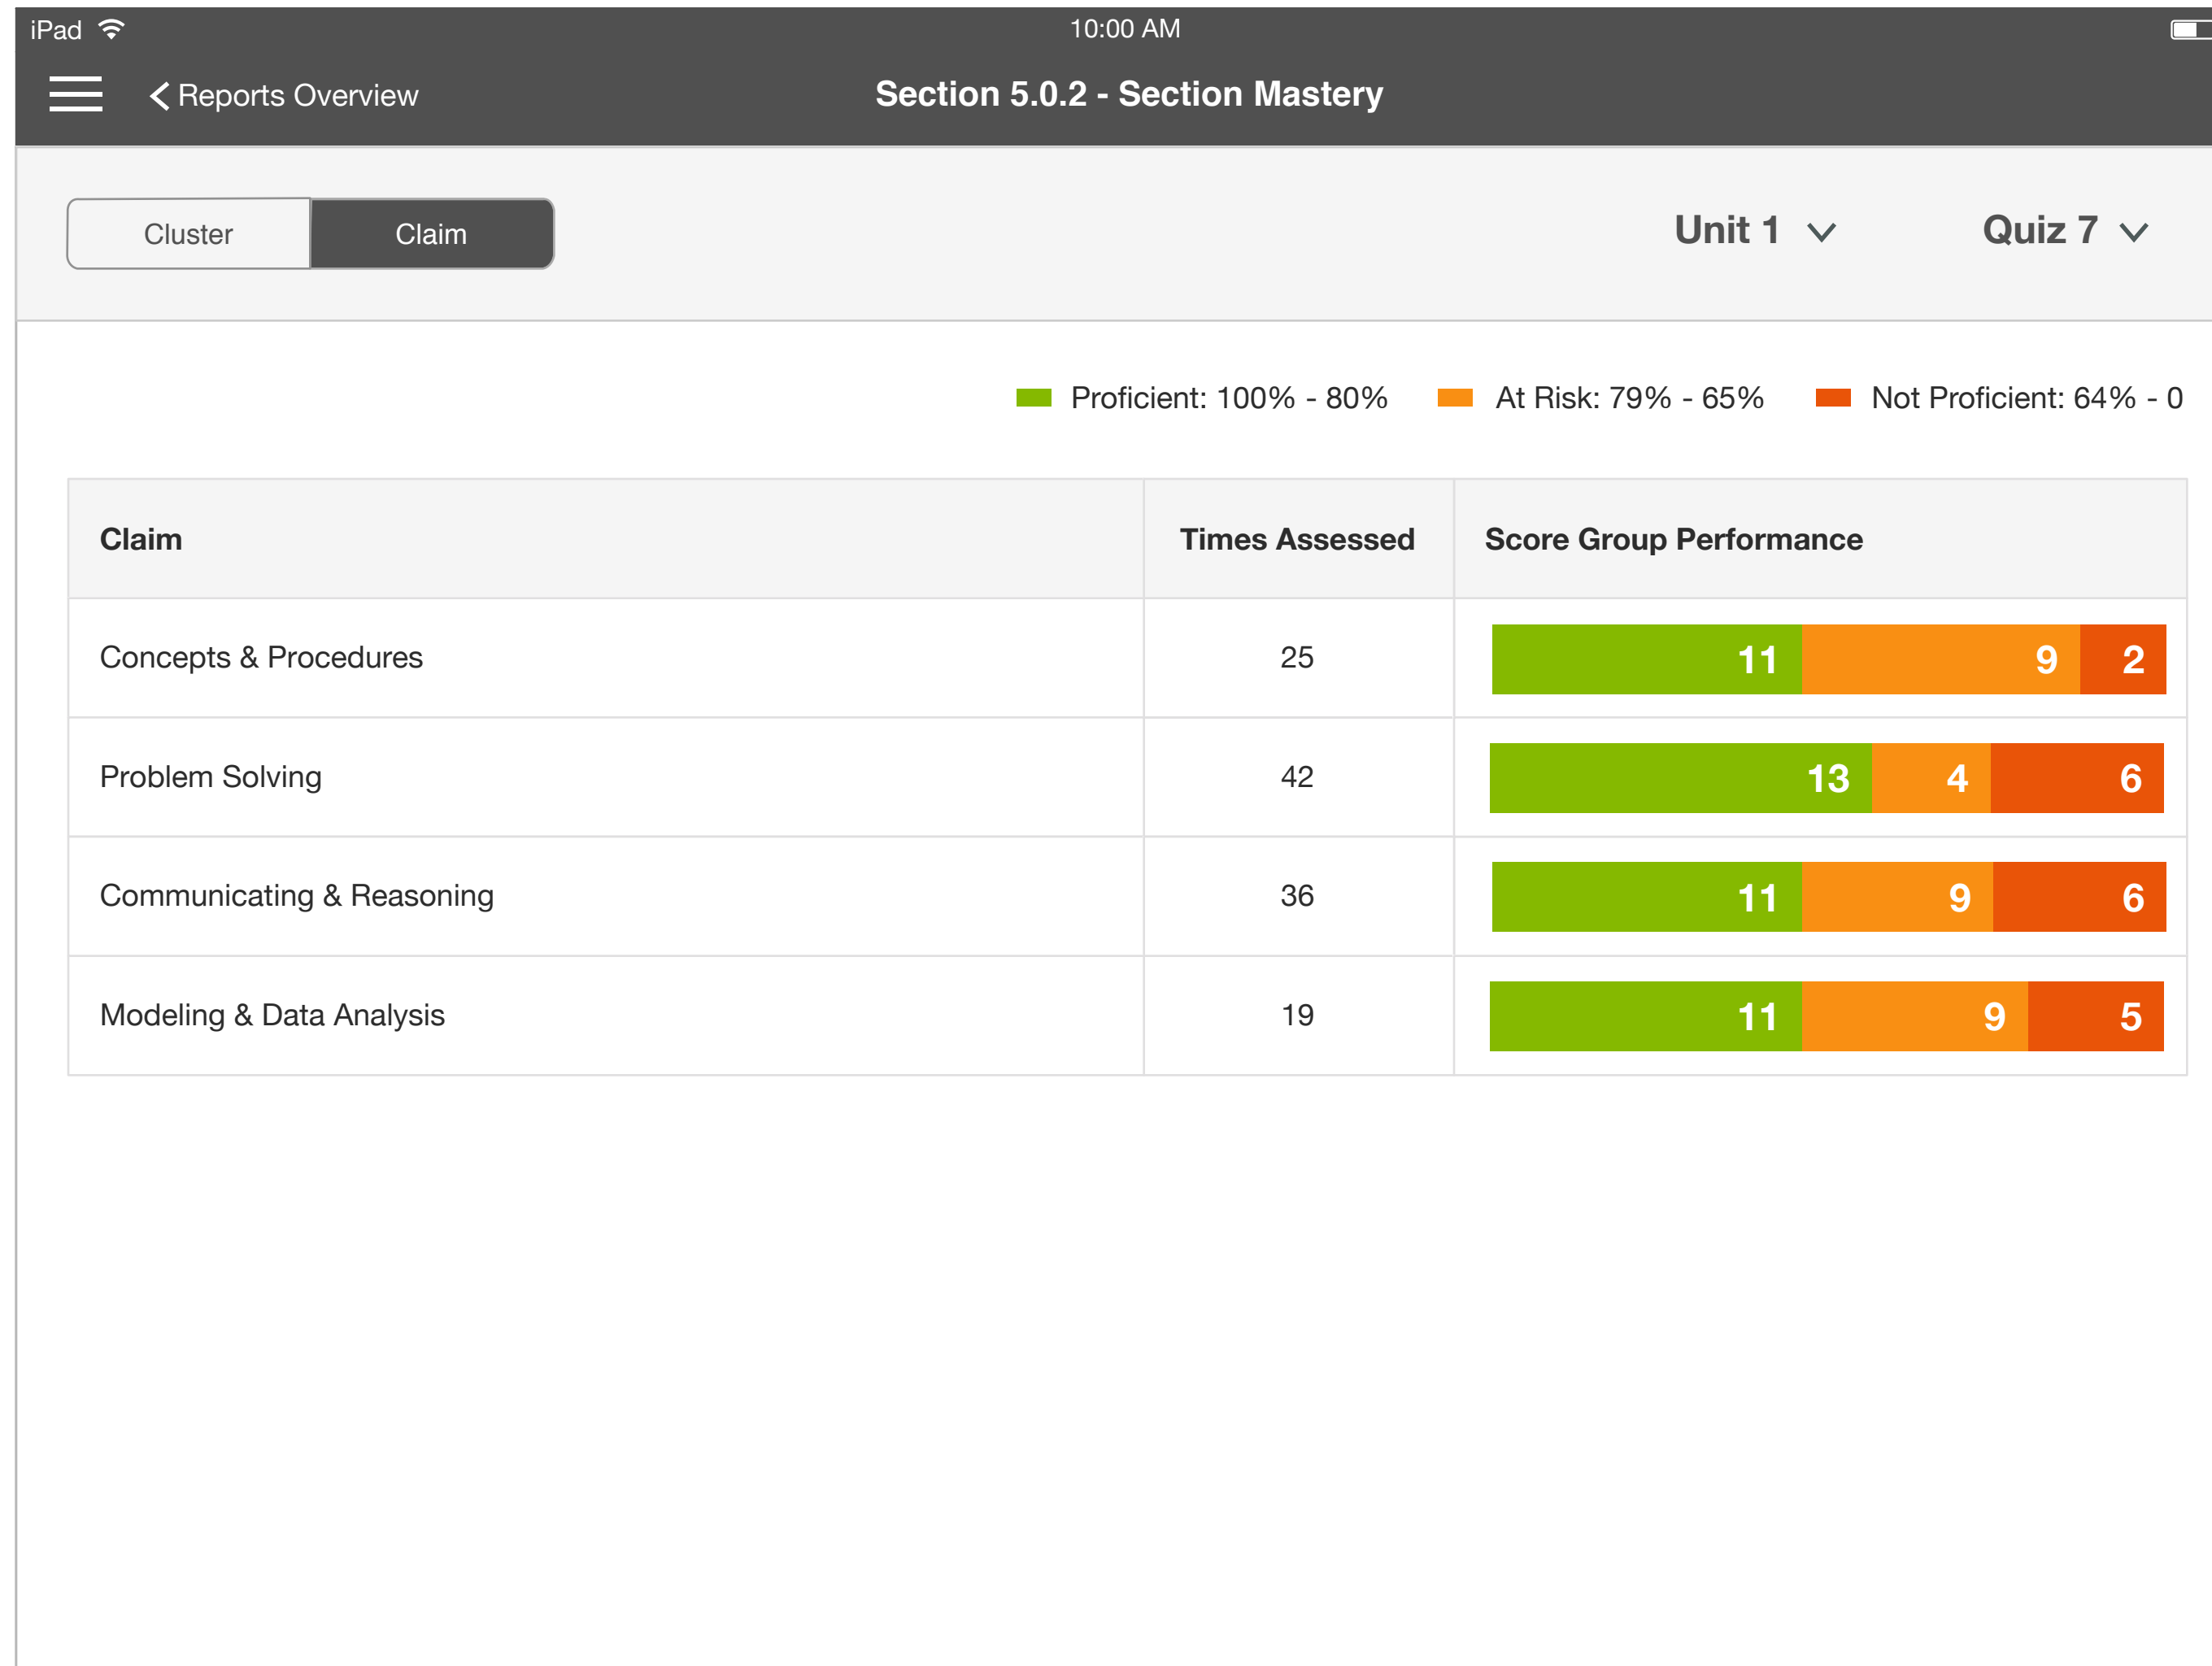 iPad 10:00 AM
Reports Overview Section 5.0.2 - Section Mastery
Cluster Claim Unit 1 Quiz 7
Proficient: 100% - 80% At Risk: 79% - 65% Not Proficient: 64% - 0
Claim Times Assessed Score Group Performance
Concepts & Procedures 25 11 9 2
Problem Solving 42 13 4 6
Communicating & Reasoning 36 11 9 6
Modeling & Data Analysis 19 11 9 5